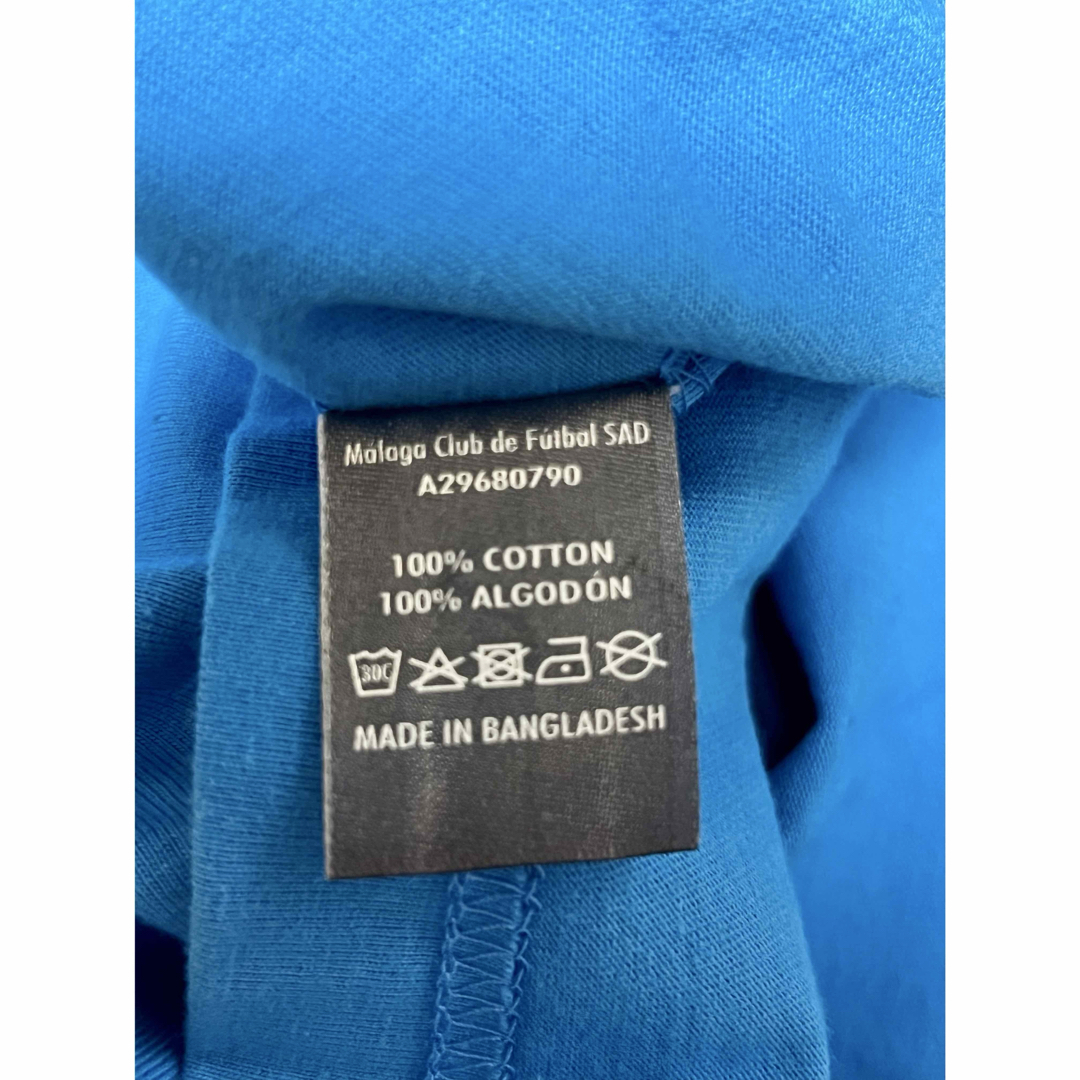 Málaga Club de Fútbol SAD
A29680790
100% COTTON
100% ALGODÓN
30C
MADE IN BANGLADESH